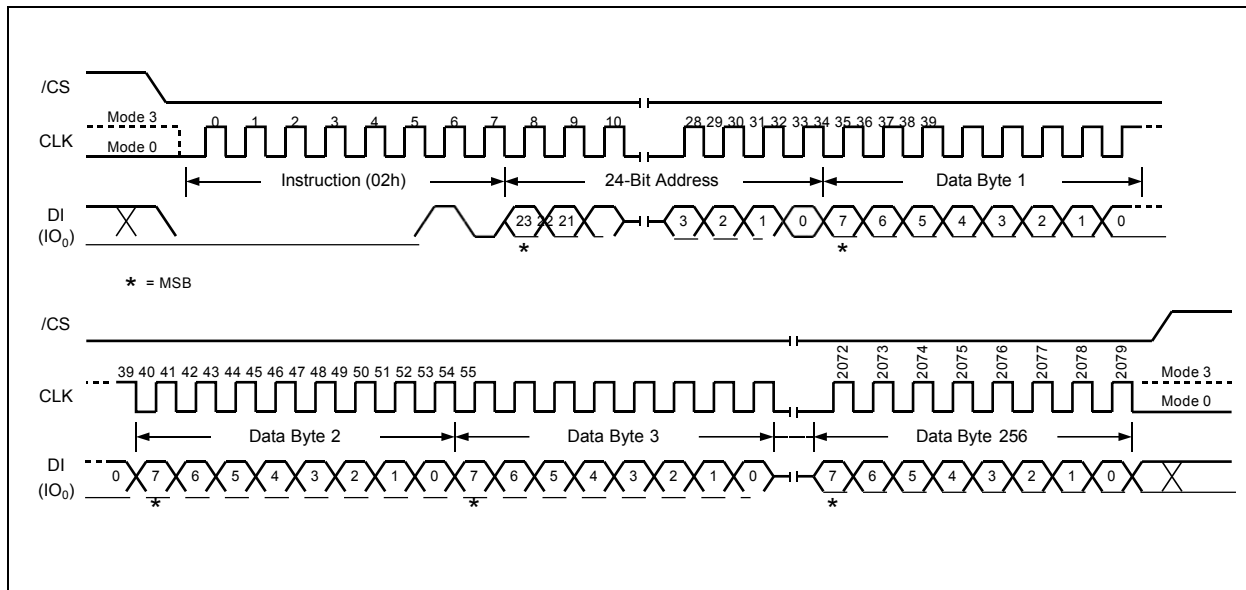 /CS
Mode 3
0 1 2 3 4 5 6 7 8 9 10 28 29 30 31 32 33 34 35 36 37 38 39
CLK
Mode 0
Instruction (02h) 24-Bit Address Data Byte 1
DI
(IO0)
23 22 21 3 2 1 0 7 6 5 4 3 2 1 0
* *
* = MSB
/CS
2072 2073 2074 2075 2076 2077 2078 2079
39 40 41 42 43 44 45 46 47 48 49 50 51 52 53 54 55
Mode 3
CLK
Mode 0
Data Byte 2 Data Byte 3 Data Byte 256
DI
(IO0)
0 7 6 5 4 3 2 1 0 7 6 5 4 3 2 1 0 7 6 5 4 3 2 1 0
* * *